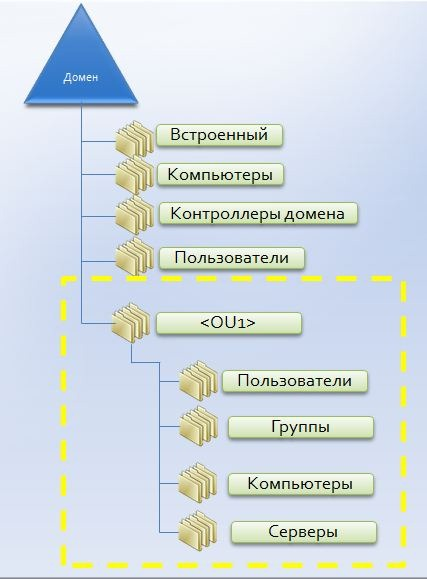 Домен
Встроенный
Компьютеры
Контроллеры домена
Пользователи
<OU1>
Пользователи
Группы
Компьютеры
Серверы